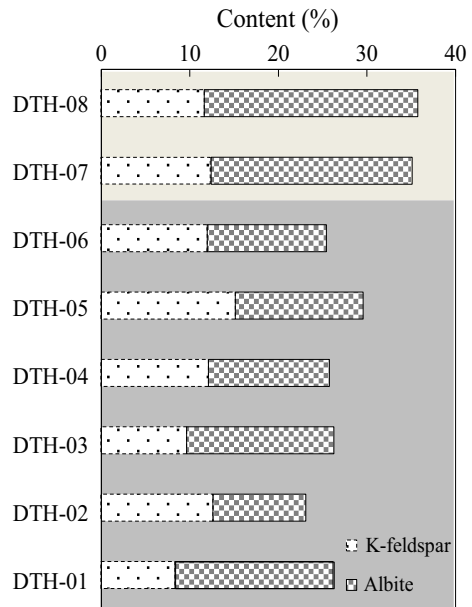 Content (%)
0 10 20 30 40
DTH-08
DTH-07
DTH-06
DTH-05
DTH-04
DTH-03
DTH-02
K-feldspar
DTH-01
Albite